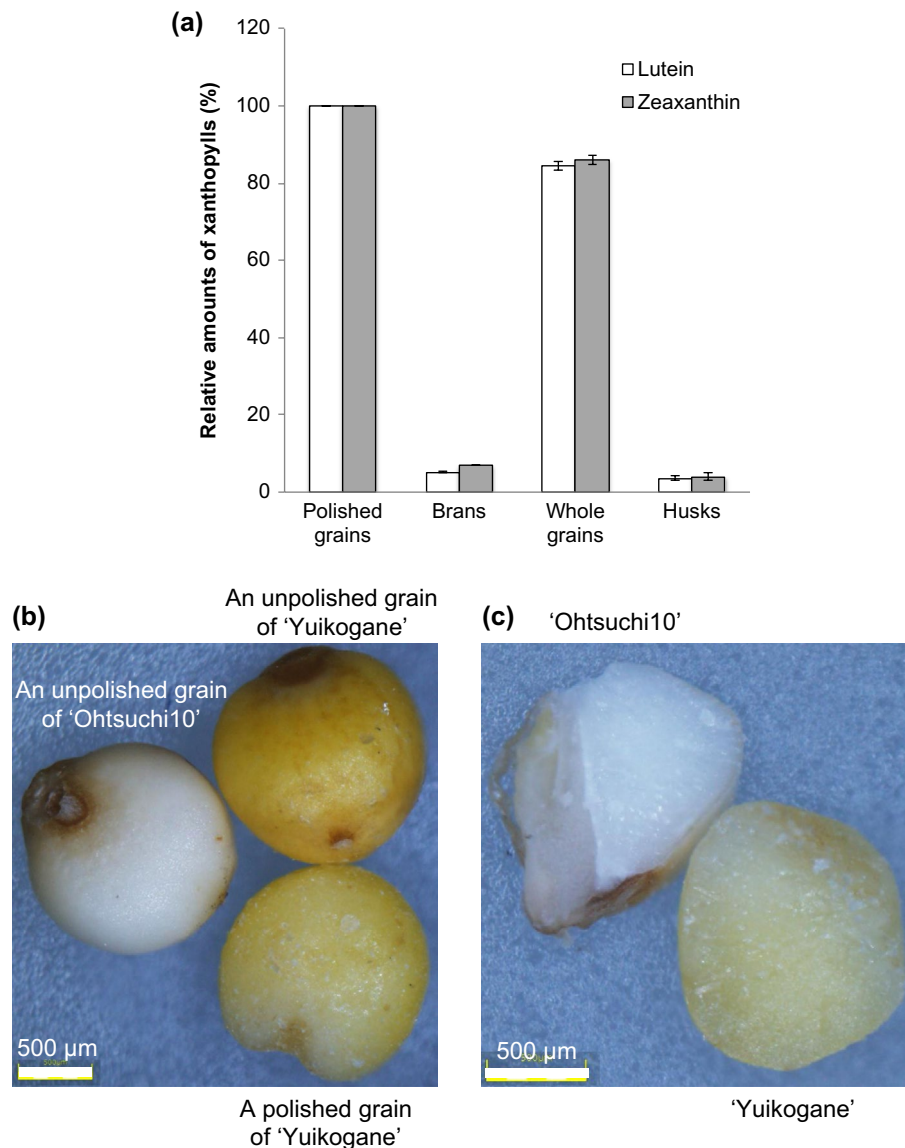 (a)
Relative amounts of xanthopylls (%)
120
100
80
60
40
20
0
Lutein
Zeaxanthin
Polished
grains
Brans
Whole
grains
Husks
(b)
An unpolished grain
of ‘Yuikogane’
An unpolished grain
of ‘Ohtsuchi10’
500 µm
500µm
A polished grain
of ‘Yuikogane’
(c)
‘Ohtsuchi10’
500 µm
500µm
‘Yuikogane’